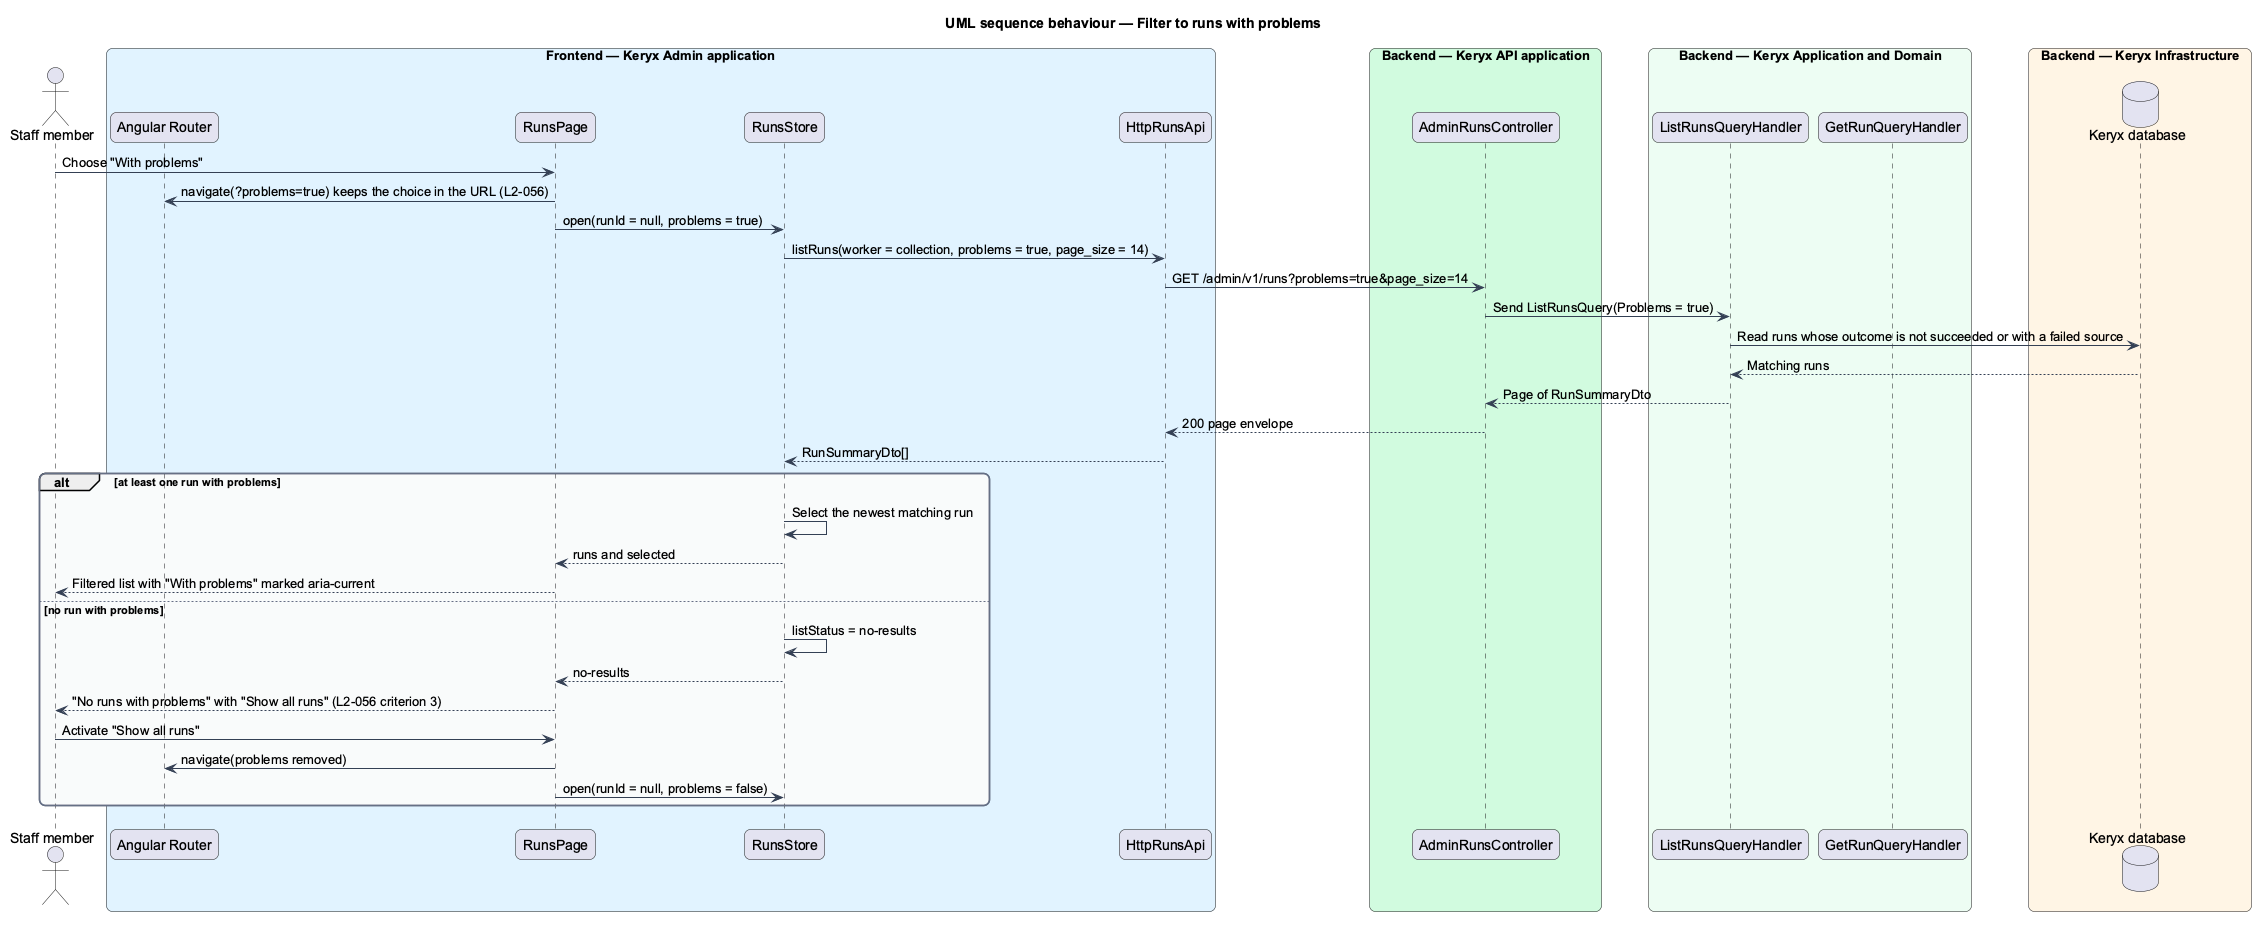 UML sequence behaviour — Filter to runs with problems
Frontend — Keryx Admin application
Backend — Keryx API application
Backend — Keryx Application and Domain
Backend — Keryx Infrastructure
Staff member
Angular Router
RunsPage
RunsStore
HttpRunsApi
AdminRunsController
ListRunsQueryHandler
GetRunQueryHandler
Keryx database
Choose "With problems"
navigate(?problems=true) keeps the choice in the URL (L2-056)
open(runId = null, problems = true)
listRuns(worker = collection, problems = true, page_size = 14)
GET /admin/v1/runs?problems=true&page_size=14
Send ListRunsQuery(Problems = true)
Read runs whose outcome is not succeeded or with a failed source
Matching runs
Page of RunSummaryDto
200 page envelope
RunSummaryDto[]
alt
[at least one run with problems]
Select the newest matching run
runs and selected
Filtered list with "With problems" marked aria-current
[no run with problems]
listStatus = no-results
no-results
"No runs with problems" with "Show all runs" (L2-056 criterion 3)
Activate "Show all runs"
navigate(problems removed)
open(runId = null, problems = false)
Staff member
Angular Router
RunsPage
RunsStore
HttpRunsApi
AdminRunsController
ListRunsQueryHandler
GetRunQueryHandler
Keryx database